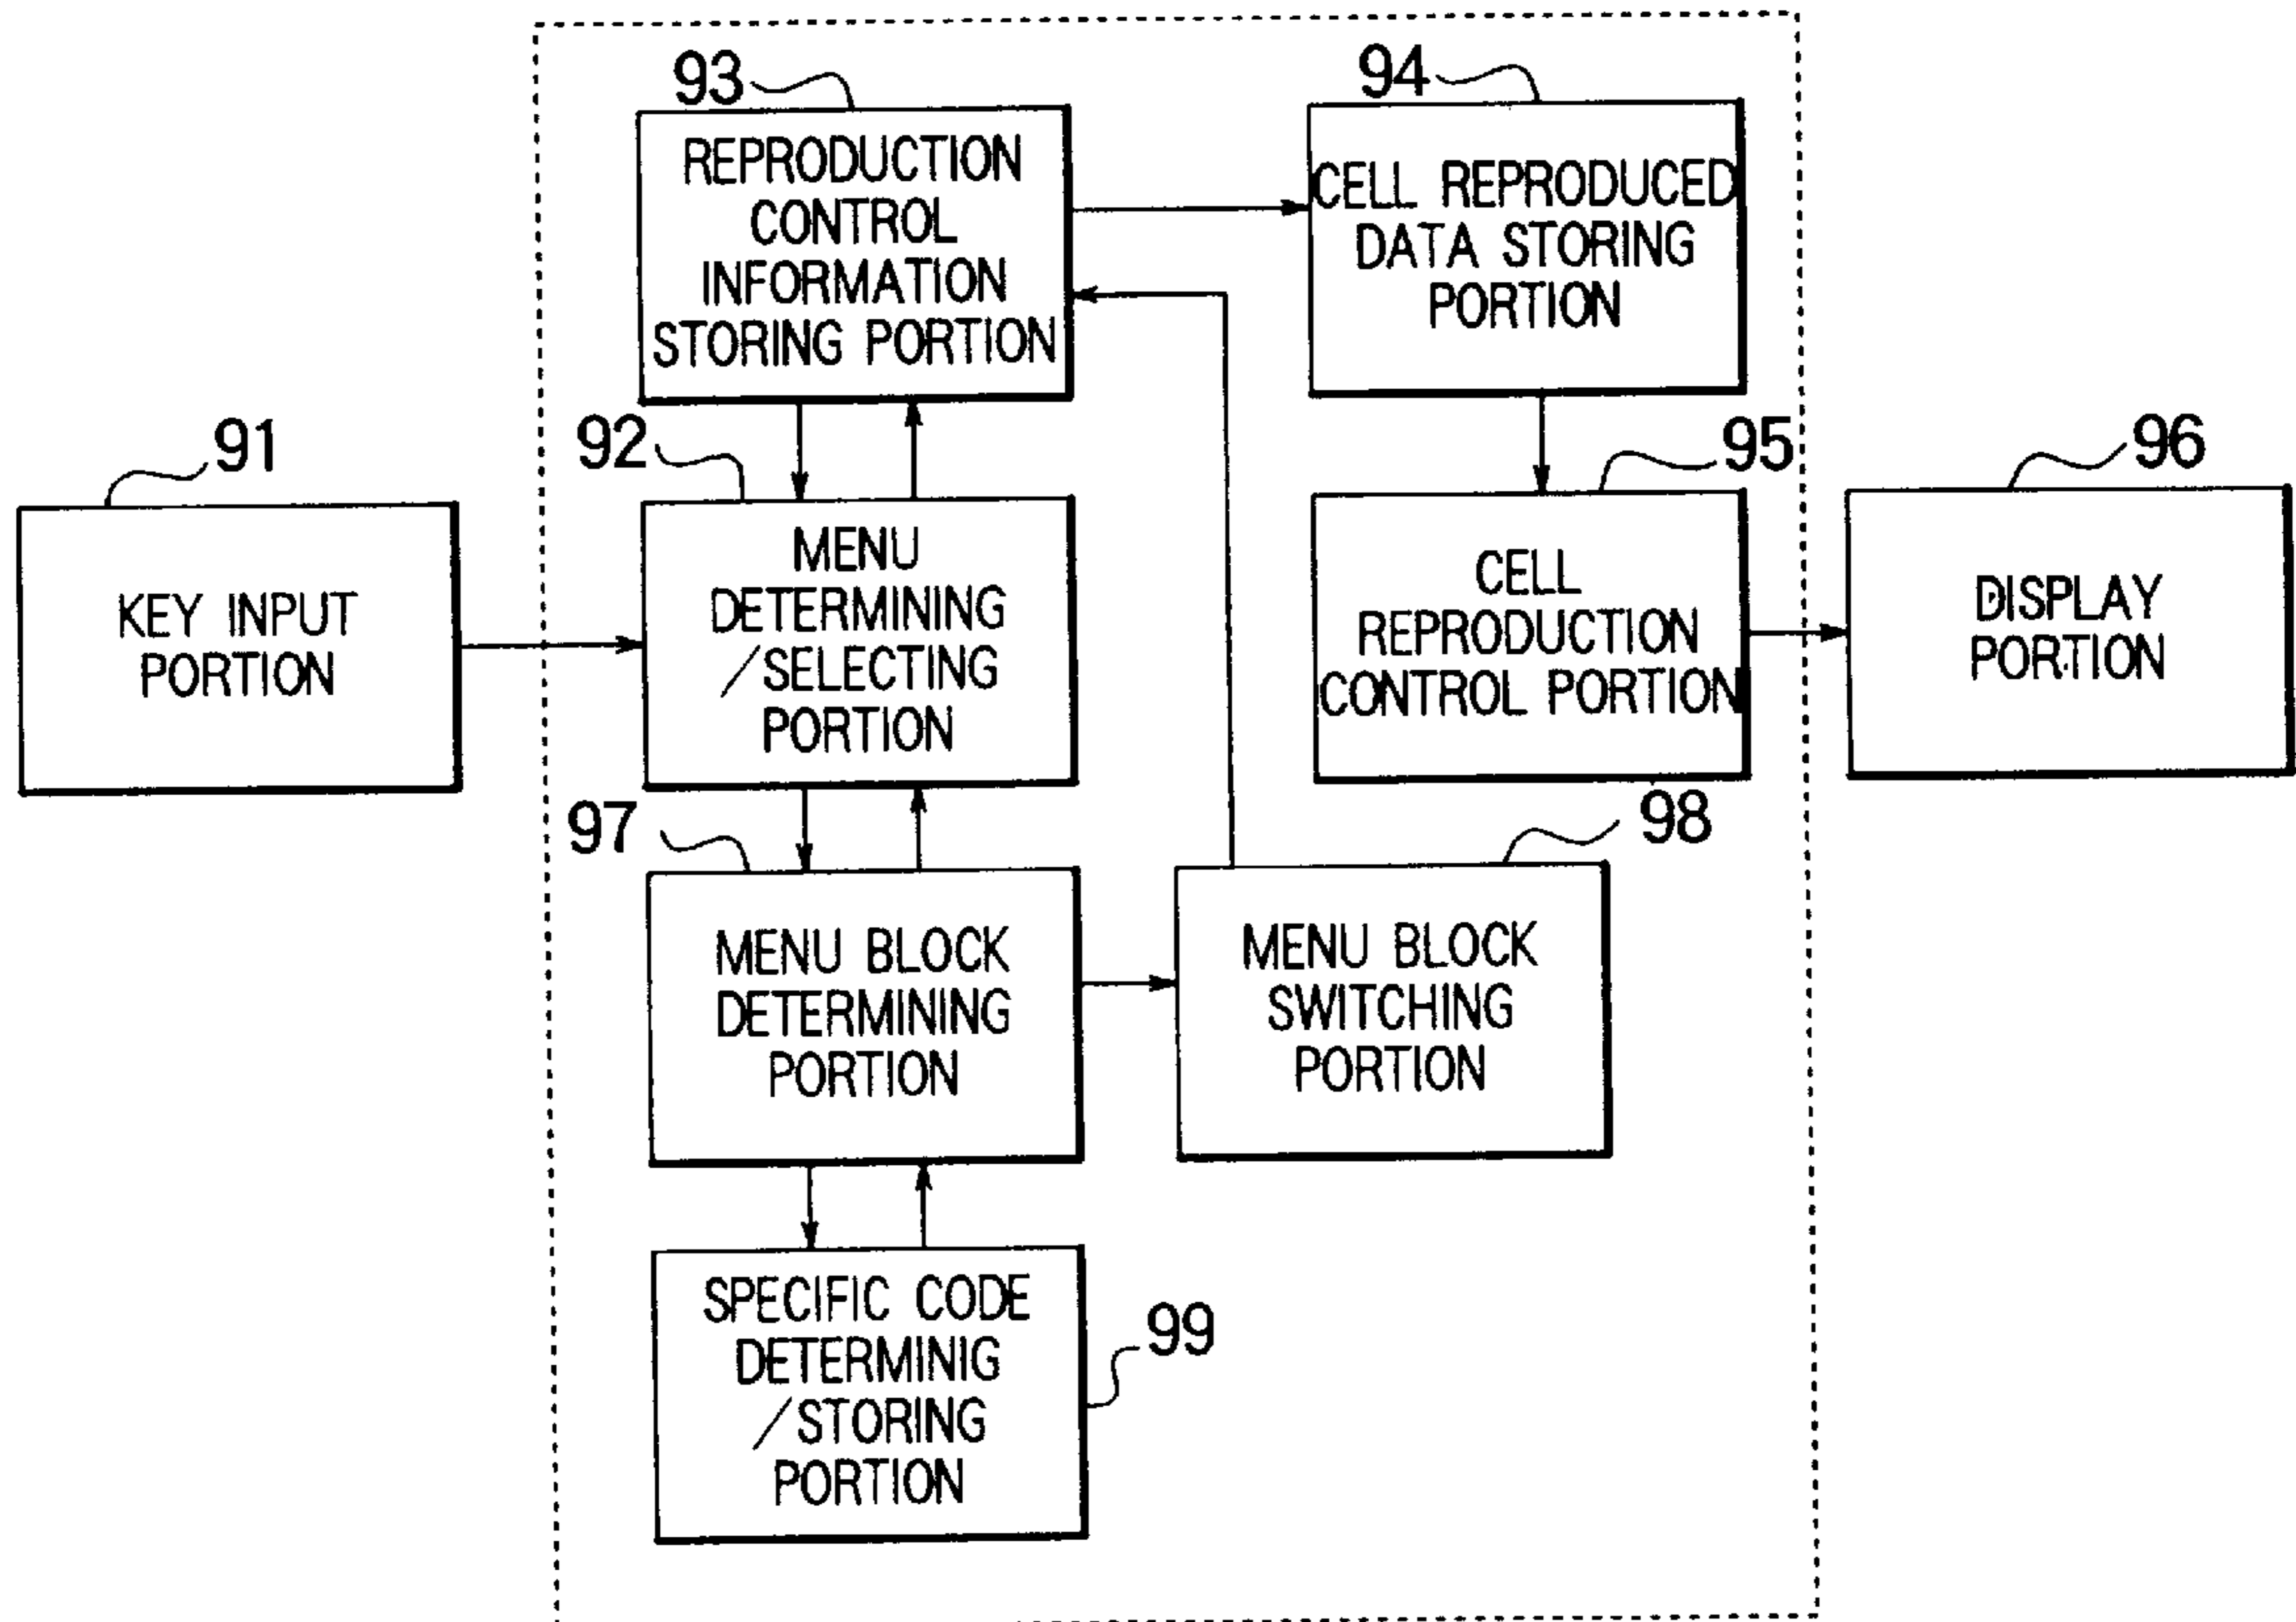 93
REPRODUCTION
CONTROL
INFORMATION
STORING PORTION
94
CELL REPRODUCED
DATA STORING
PORTION
91
KEY INPUT
PORTION
92
MENU
DETERMINING
/SELECTING
PORTION
95
CELL
REPRODUCTION
CONTROL PORTION
96
DISPLAY
PORTION
97
MENU BLOCK
DETERMINING
PORTION
98
MENU BLOCK
SWITCHING
PORTION
SPECIFIC CODE
DETERMINIG
/STORING
PORTION
99